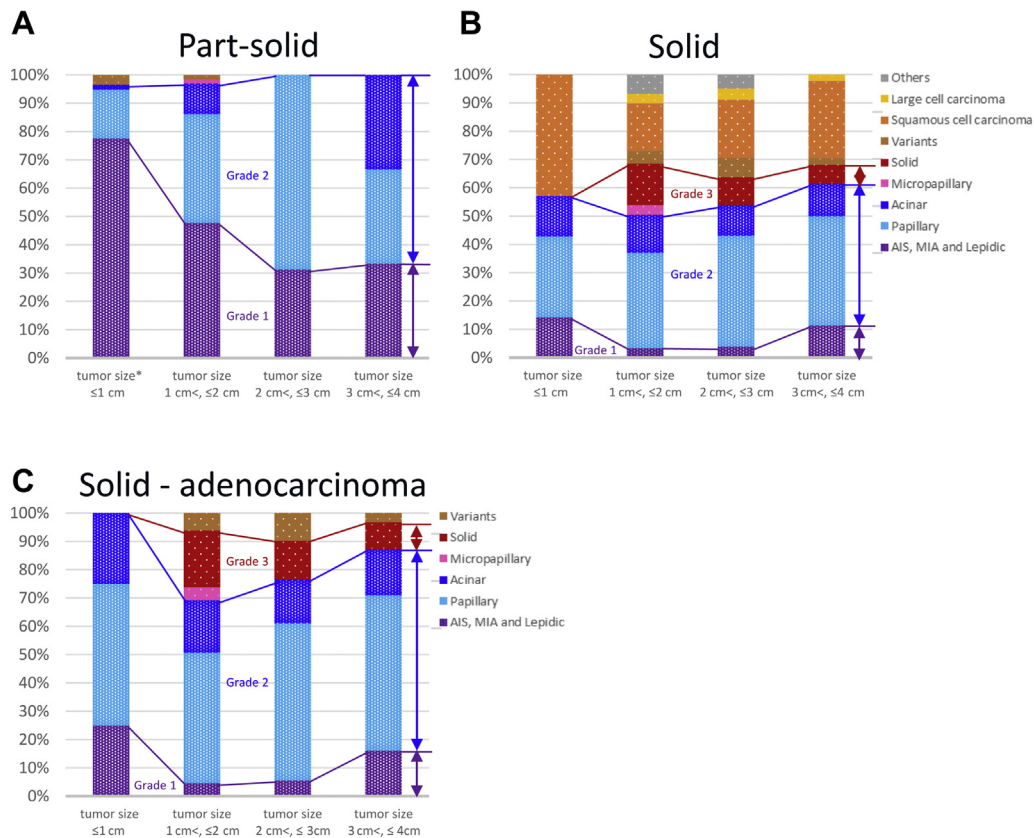 A
Part-solid
100%
90%
80%
70%
60%
50%
40%
30%
20%
10%
0%
Grade 2
Grade 1
tumor size*
≤1 cm
tumor size
1 cm<, ≤2 cm
tumor size
2 cm<, ≤3 cm
tumor size
3 cm<, ≤4 cm
B
Solid
100%
90%
80%
70%
60%
50%
40%
30%
20%
10%
0%
Grade 3
Grade 2
Grade 1
tumor size
≤1 cm
tumor size
1 cm<, ≤2 cm
tumor size
2 cm<, ≤3 cm
tumor size
3 cm<, ≤4 cm
Others
Large cell carcinoma
Squamous cell carcinoma
Variants
Solid
Micropapillary
Acinar
Papillary
AIS, MIA and Lepidic
C
Solid - adenocarcinoma
100%
90%
80%
70%
60%
50%
40%
30%
20%
10%
0%
Grade 3
Grade 2
Grade 1
tumor size
≤1 cm
tumor size
1 cm<, ≤2 cm
tumor size
2 cm<, ≤ 3cm
tumor size
3 cm<, ≤ 4cm
Variants
Solid
Micropapillary
Acinar
Papillary
AIS, MIA and Lepidic